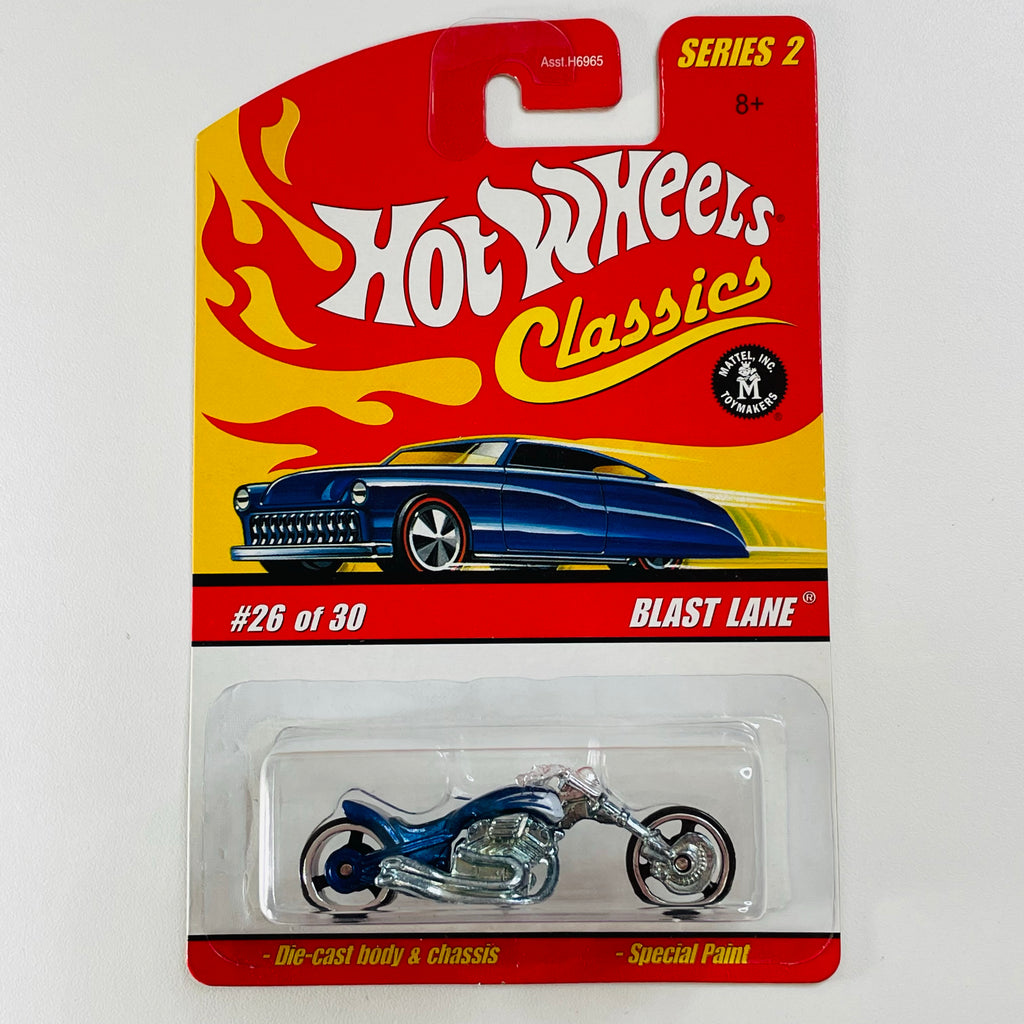 Asst.H6965
SERIES 2
8+
Hot Wheels®
Classics
MATTEL, INC.
M
TOYMAKERS
®
#26 of 30
BLAST LANE®
- Die-cast body & chassis
- Special Paint